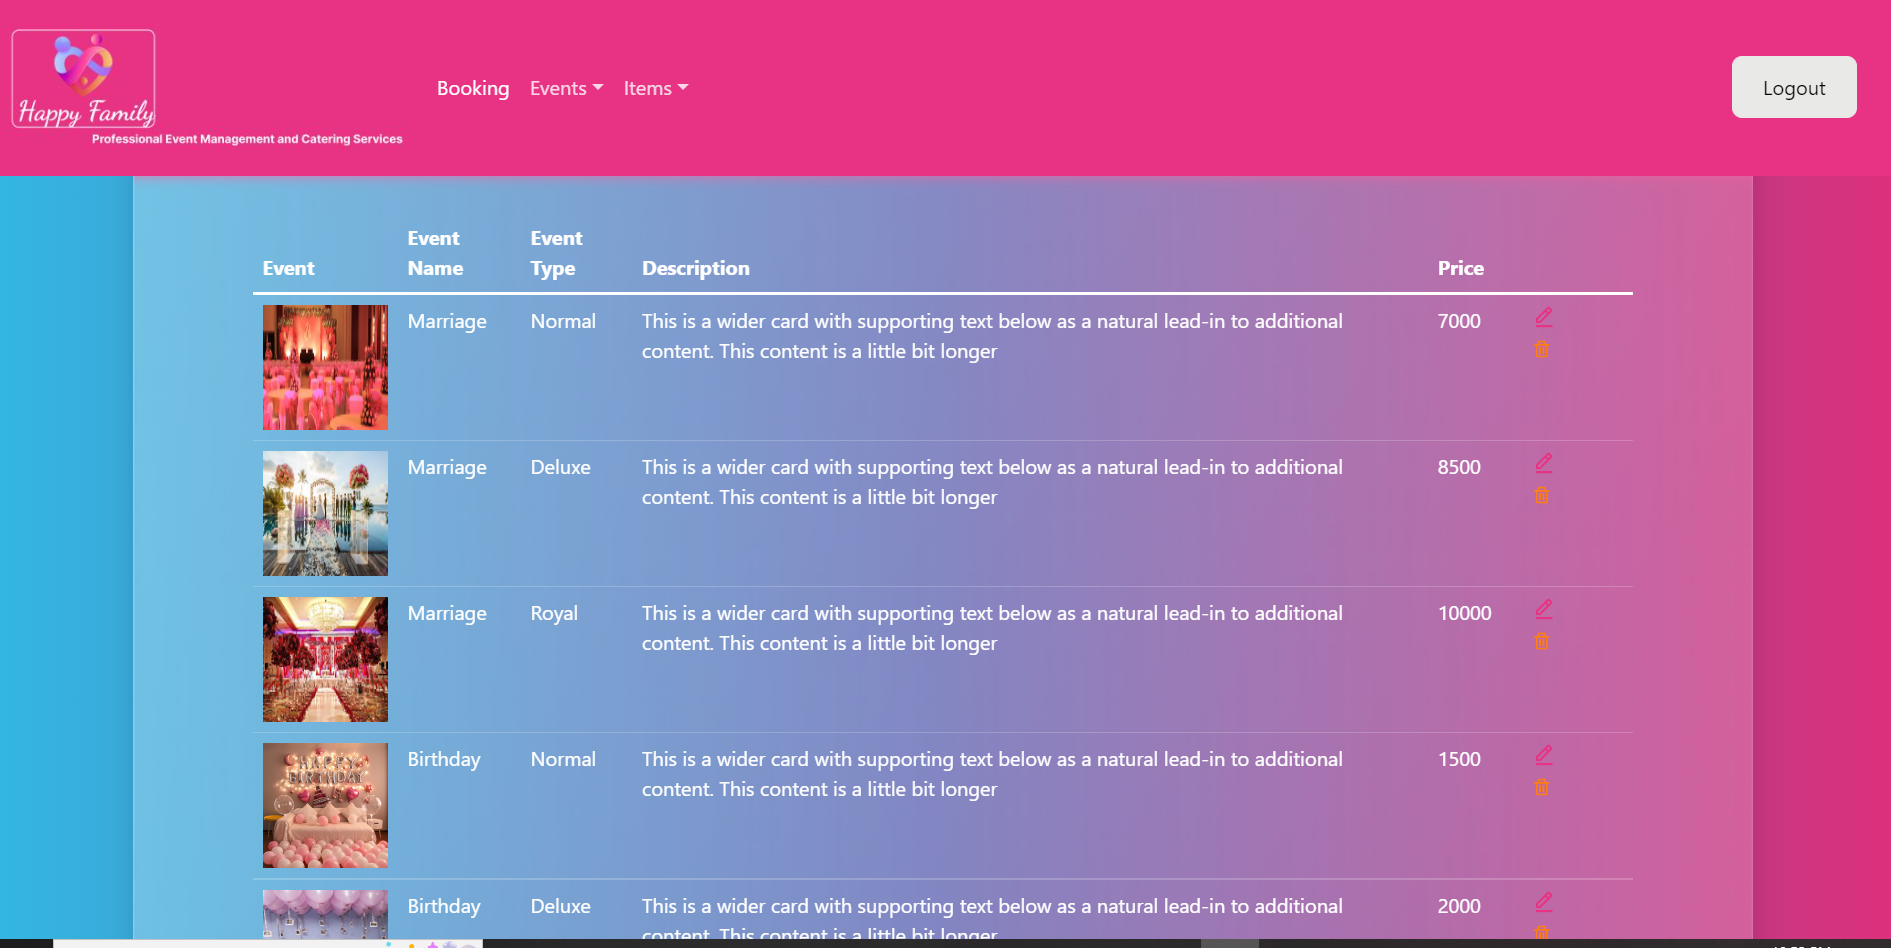 Happy Family
Professional Event Management and Catering Services
Booking Events Items
Logout
Event Event Name Event Type Description Price
Marriage Normal This is a wider card with supporting text below as a natural lead-in to additional 7000
content. This content is a little bit longer
Marriage Deluxe This is a wider card with supporting text below as a natural lead-in to additional 8500
content. This content is a little bit longer
Marriage Royal This is a wider card with supporting text below as a natural lead-in to additional 10000
content. This content is a little bit longer
HAPPY
BIRTHDAY
Birthday Normal This is a wider card with supporting text below as a natural lead-in to additional 1500
content. This content is a little bit longer
Birthday Deluxe This is a wider card with supporting text below as a natural lead-in to additional 2000
content. This content is a little bit longer